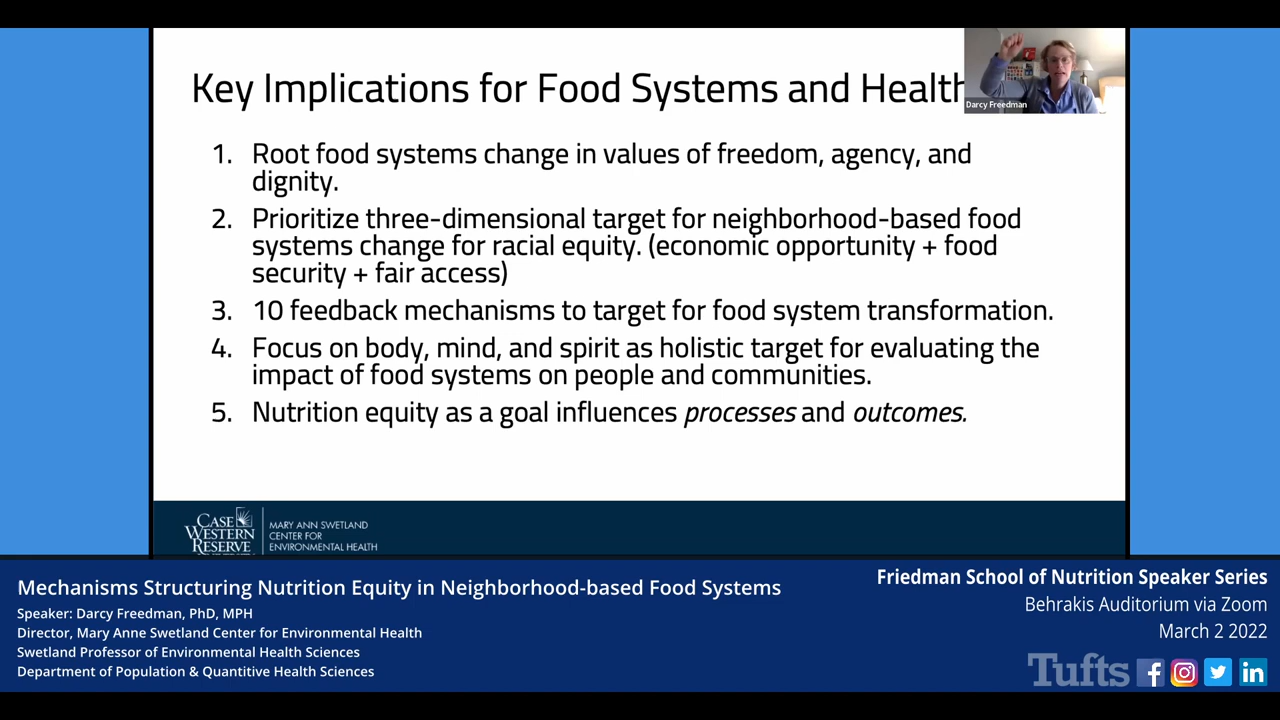 Key Implications for Food Systems and Health
Darcy Freedman
1. Root food systems change in values of freedom, agency, and
dignity.
2. Prioritize three-dimensional target for neighborhood-based food
systems change for racial equity. (economic opportunity + food
security + fair access)
3. 10 feedback mechanisms to target for food system transformation.
4. Focus on body, mind, and spirit as holistic target for evaluating the
impact of food systems on people and communities.
5. Nutrition equity as a goal influences processes and outcomes.
CASE
WESTERN
RESERVE
MARY ANN SWETLAND
CENTER FOR
ENVIRONMENTAL HEALTH
Mechanisms Structuring Nutrition Equity in Neighborhood-based Food Systems
Speaker: Darcy Freedman, PhD, MPH
Director, Mary Anne Swetland Center for Environmental Health
Swetland Professor of Environmental Health Sciences
Department of Population & Quantitative Health Sciences
Friedman School of Nutrition Speaker Series
Behrakis Auditorium via Zoom
March 2 2022
Tufts